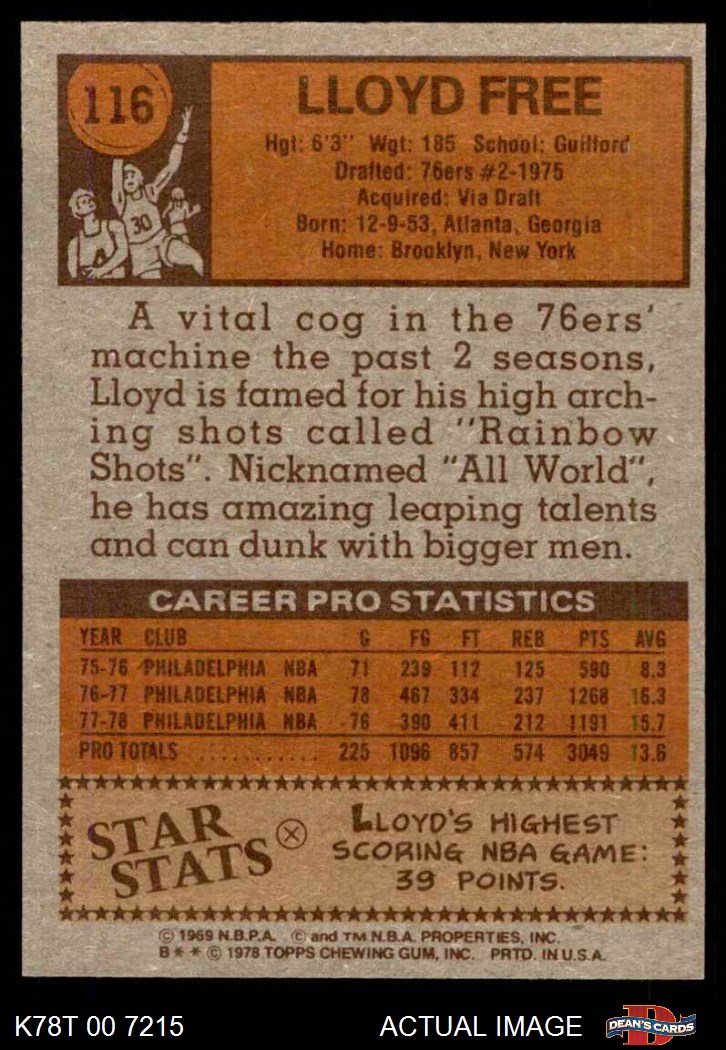 116
LLOYD FREE
Hgt: 6'3" Wgt: 185 School: Guilford
Drafted: 76ers #2-1975
Acquired: Via Draft
Born: 12-9-53, Atlanta, Georgia
Home: Brooklyn, New York
30
A vital cog in the 76ers'
machine the past 2 seasons,
Lloyd is famed for his high arch-
ing shots called "Rainbow
Shots". Nicknamed "All World",
he has amazing leaping talents
and can dunk with bigger men.
CAREER PRO STATISTICS
YEAR CLUB G FG FT REB PTS AVG
75-76 PHILADELPHIA NBA 71 239 112 125 590 8.3
76-77 PHILADELPHIA NBA 78 467 334 237 1268 16.3
77-78 PHILADELPHIA NBA 76 390 411 212 1191 15.7
PRO TOTALS ........... 225 1096 857 574 3049 13.6
STAR
STATS
LLOYD'S HIGHEST
SCORING NBA GAME:
39 POINTS.
© 1969 N.B.P.A. © and TM N.B.A. PROPERTIES, INC.
B** © 1978 TOPPS CHEWING GUM, INC. PRTD. IN U.S.A.
K78T 00 7215 ACTUAL IMAGE
D
DEAN'S CARDS